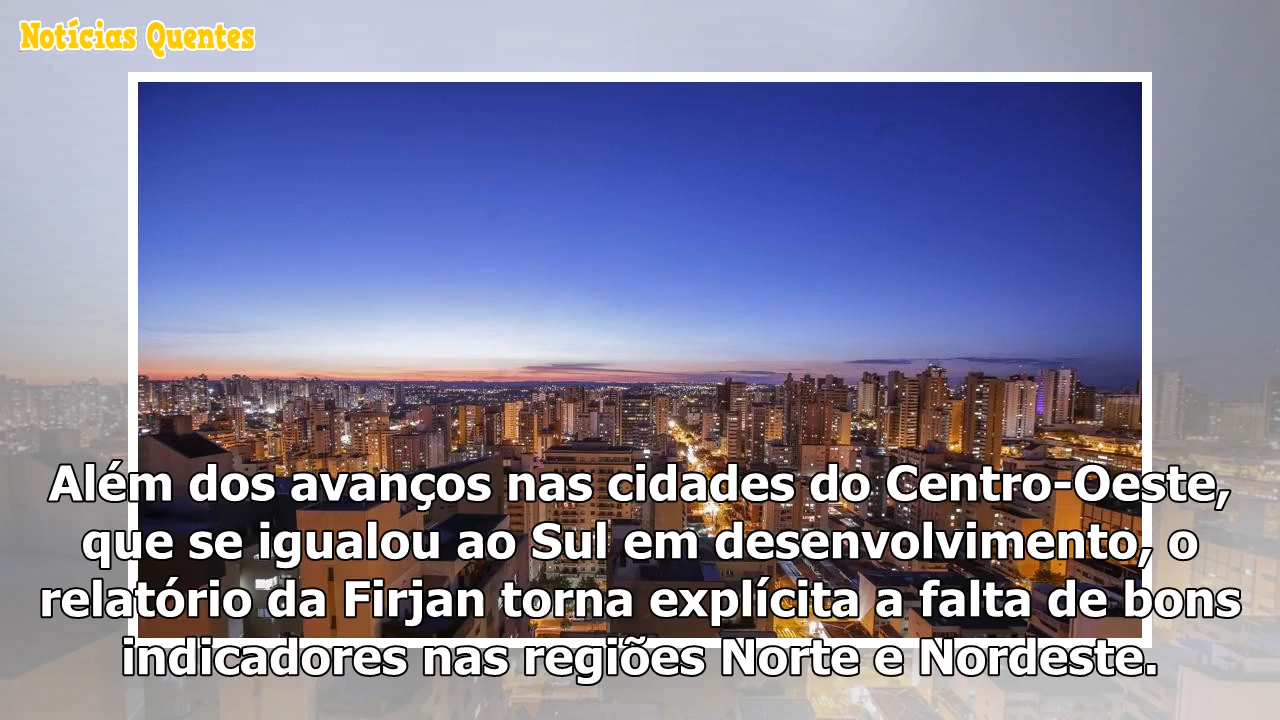 Notícias Quentes
Além dos avanços nas cidades do Centro-Oeste,
que se igualou ao Sul em desenvolvimento, o
relatório da Firjan torna explícita a falta de bons
indicadores nas regiões Norte e Nordeste.